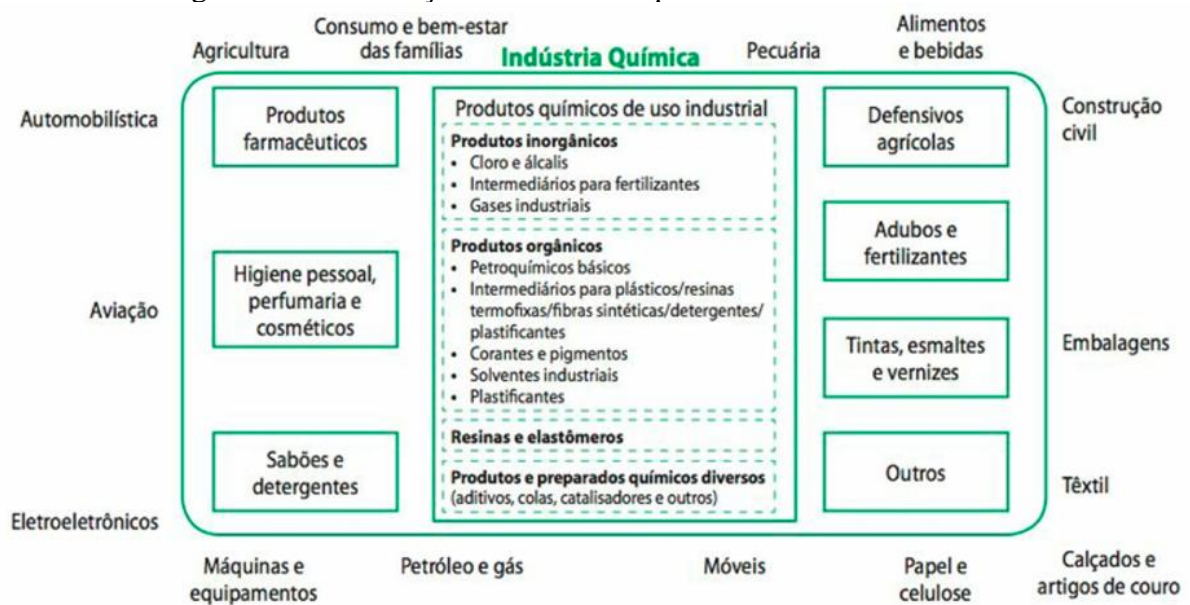 Consumo e bem-estar
das famílias
Agricultura
Indústria Química
Pecuária
Alimentos
e bebidas
Automobilística
Aviação
Eletroeletrônicos
Produtos
farmacêuticos
Higiene pessoal,
perfumaria e
cosméticos
Sabões e
detergentes
Produtos químicos de uso industrial
Produtos inorgânicos
• Cloro e álcalis
• Intermediários para fertilizantes
• Gases industriais
Produtos orgânicos
• Petroquímicos básicos
• Intermediários para plásticos/resinas
termofixas/fibras sintéticas/detergentes/
plastificantes
• Corantes e pigmentos
• Solventes industriais
• Plastificantes
Resinas e elastômeros
Produtos e preparados químicos diversos
(aditivos, colas, catalisadores e outros)
Defensivos
agrícolas
Adubos e
fertilizantes
Tintas, esmaltes
e vernizes
Outros
Construção
civil
Embalagens
Têxtil
Máquinas e
equipamentos
Petróleo e gás
Móveis
Papel e
celulose
Calçados e
artigos de couro